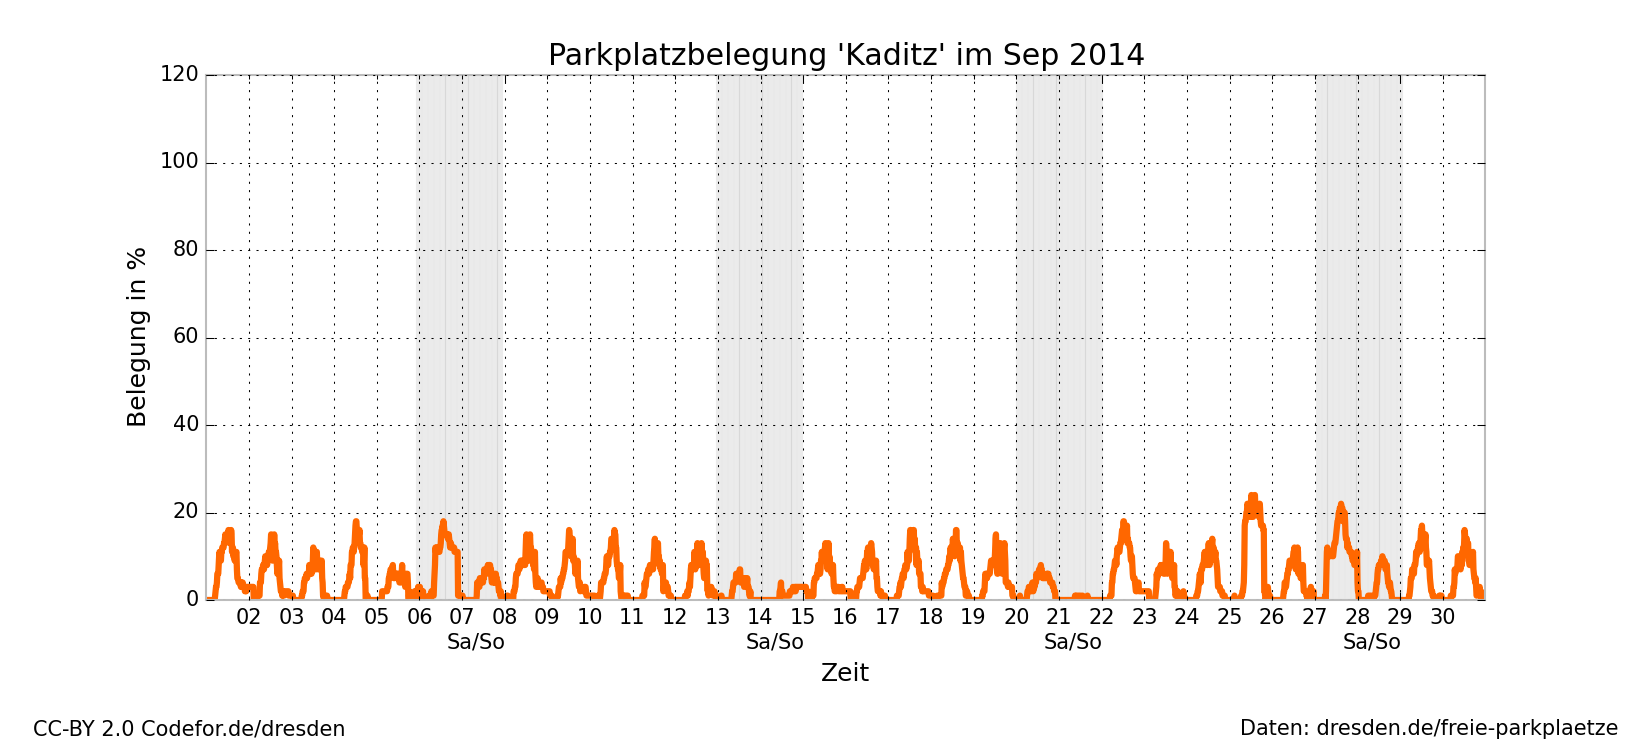 Parkplatzbelegung 'Kaditz' im Sep 2014
120
100
80
60
40
20
0
Belegung in %
02 03 04 05 06 07 08 09 10 11 12 13 14 15 16 17 18 19 20 21 22 23 24 25 26 27 28 29 30
Sa/So Sa/So Sa/So Sa/So
Zeit
CC-BY 2.0 Codefor.de/dresden
Daten: dresden.de/freie-parkplaetze